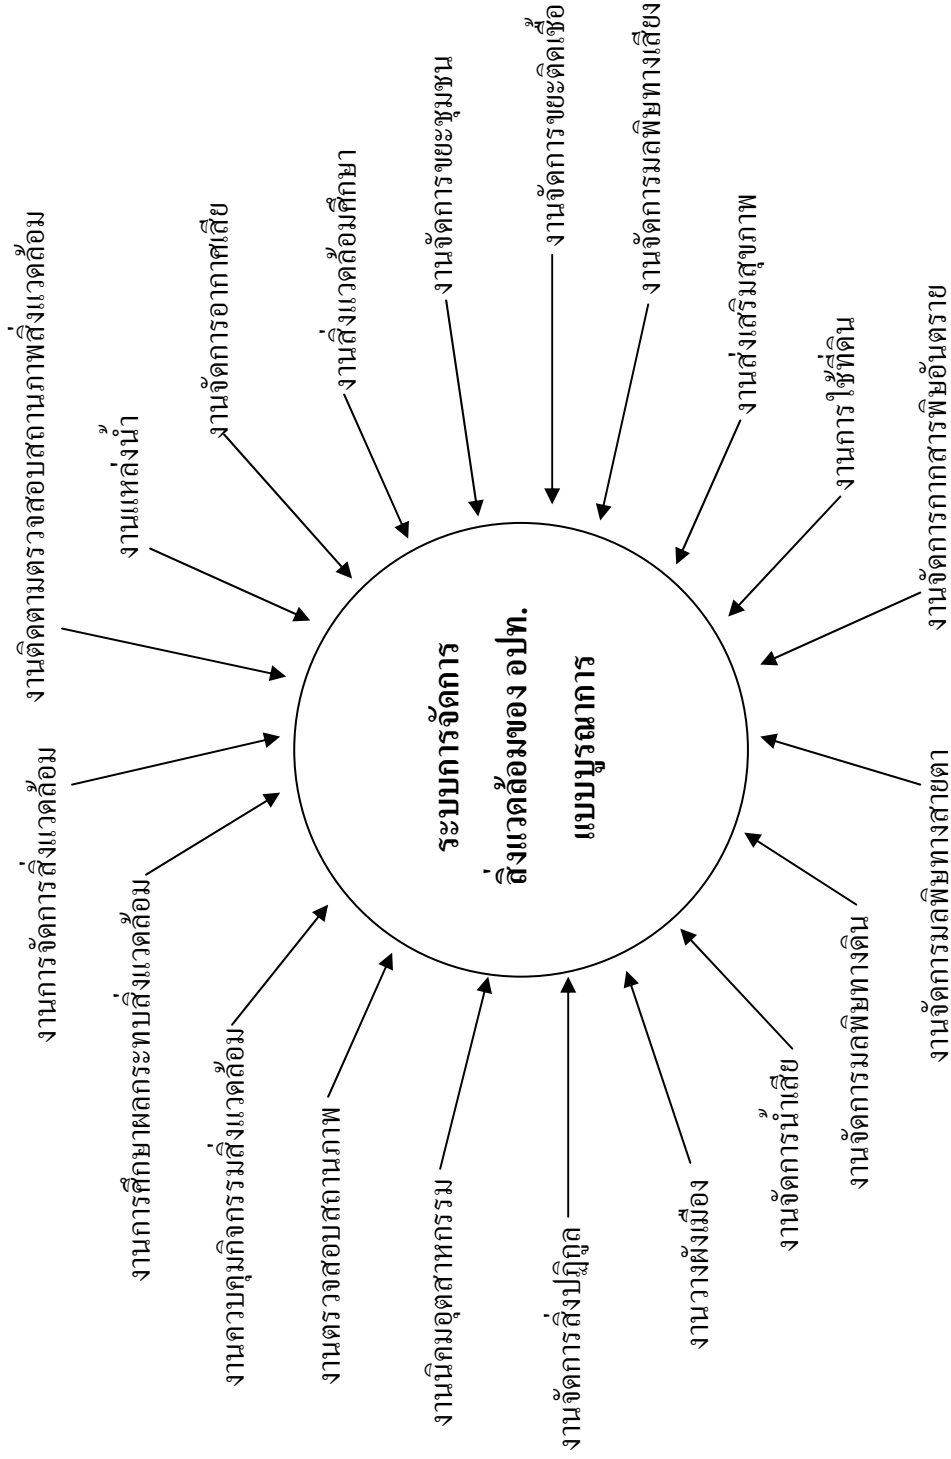 งานการจัดการสิ่งแวดล้อม
งานติดตามตรวจสอบสถานภาพสิ่งแวดล้อม
งานการศึกษาผลกระทบสิ่งแวดล้อม
งานแหล่งน้ำ
งานควบคุมกิจกรรมสิ่งแวดล้อม
งานจัดการอากาศเสีย
งานตรวจสอบสถานภาพ
งานสิ่งแวดล้อมศึกษา
งานนิคมอุตสาหกรรม
ระบบการจัดการ
สิ่งแวดล้อมของ อปท.
แบบบูรณาการ
งานจัดการขยะชุมชน
งานจัดการสิ่งปฏิกูล
งานจัดการขยะติดเชื้อ
งานวางผังเมือง
งานจัดการมลพิษทางเสียง
งานจัดการน้ำเสีย
งานส่งเสริมสุขภาพ
งานจัดการมลพิษทางดิน
งานการใช้ที่ดิน
งานจัดการมลพิษทางสายตา
งานจัดการกากสารพิษอันตราย